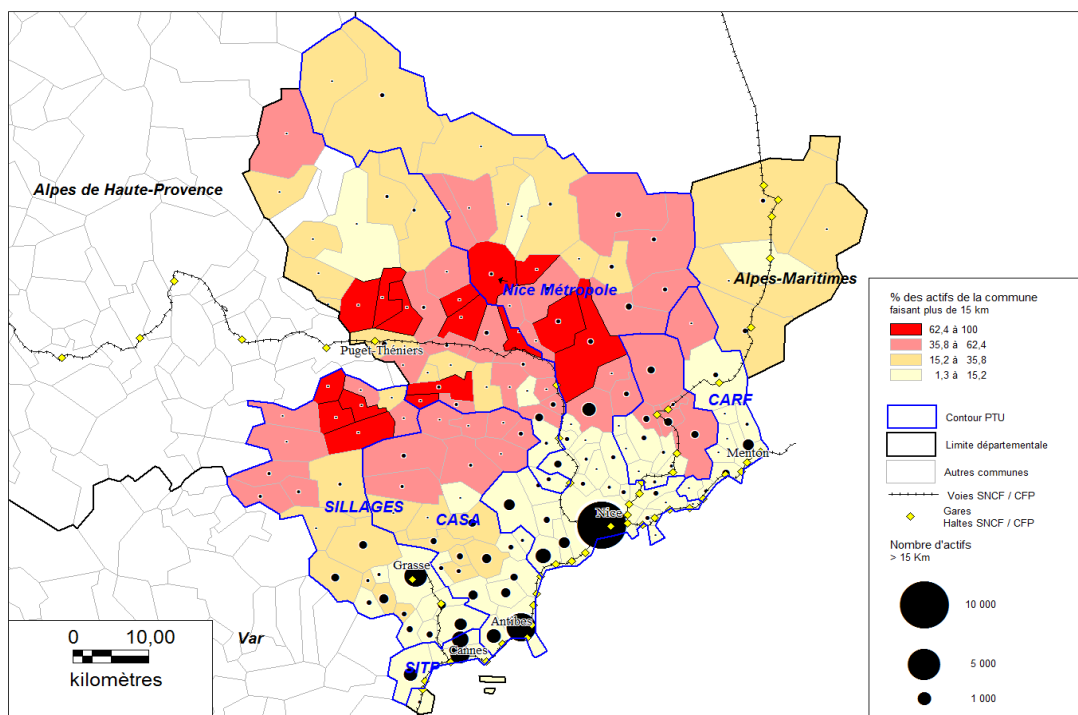 Alpes de Haute-Provence
Nice Métropole
Alpes-Maritimes
Puget-Théniers
CARF
Menton
SILLAGES
CASA
Nice
Grasse
Antibes
Cannes
SITP
Var
0 10,00
kilomètres
% des actifs de la commune
faisant plus de 15 km
62,4 à 100
35,8 à 62,4
15,2 à 35,8
1,3 à 15,2
Contour PTU
Limite départementale
Autres communes
Voies SNCF / CFP
Gares
Haltes SNCF / CFP
Nombre d'actifs
> 15 Km
10 000
5 000
1 000